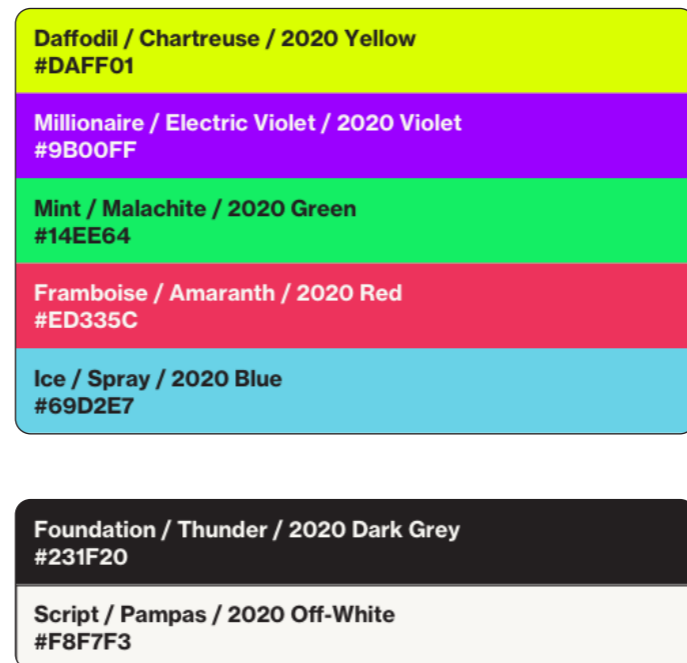 Daffodil / Chartreuse / 2020 Yellow
#DAFF01
Millionaire / Electric Violet / 2020 Violet
#9B00FF
Mint / Malachite / 2020 Green
#14EE64
Framboise / Amaranth / 2020 Red
#ED335C
Ice / Spray / 2020 Blue
#69D2E7
Foundation / Thunder / 2020 Dark Grey
#231F20
Script / Pampas / 2020 Off-White
#F8F7F3